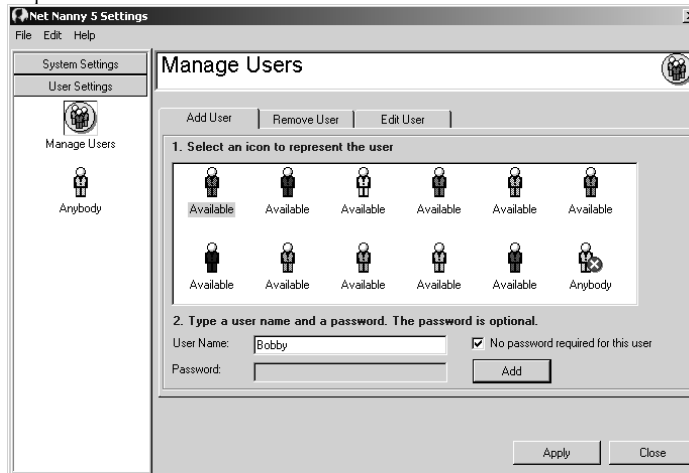 Net Nanny 5 Settings
File Edit Help
System Settings
User Settings
Manage Users
Anybody
Manage Users
Add User Remove User Edit User
1. Select an icon to represent the user
Available Available Available Available Available Available
Available Available Available Available Available Anybody
2. Type a user name and a password. The password is optional.
User Name: Bobby No password required for this user
Password: Add
Apply Close